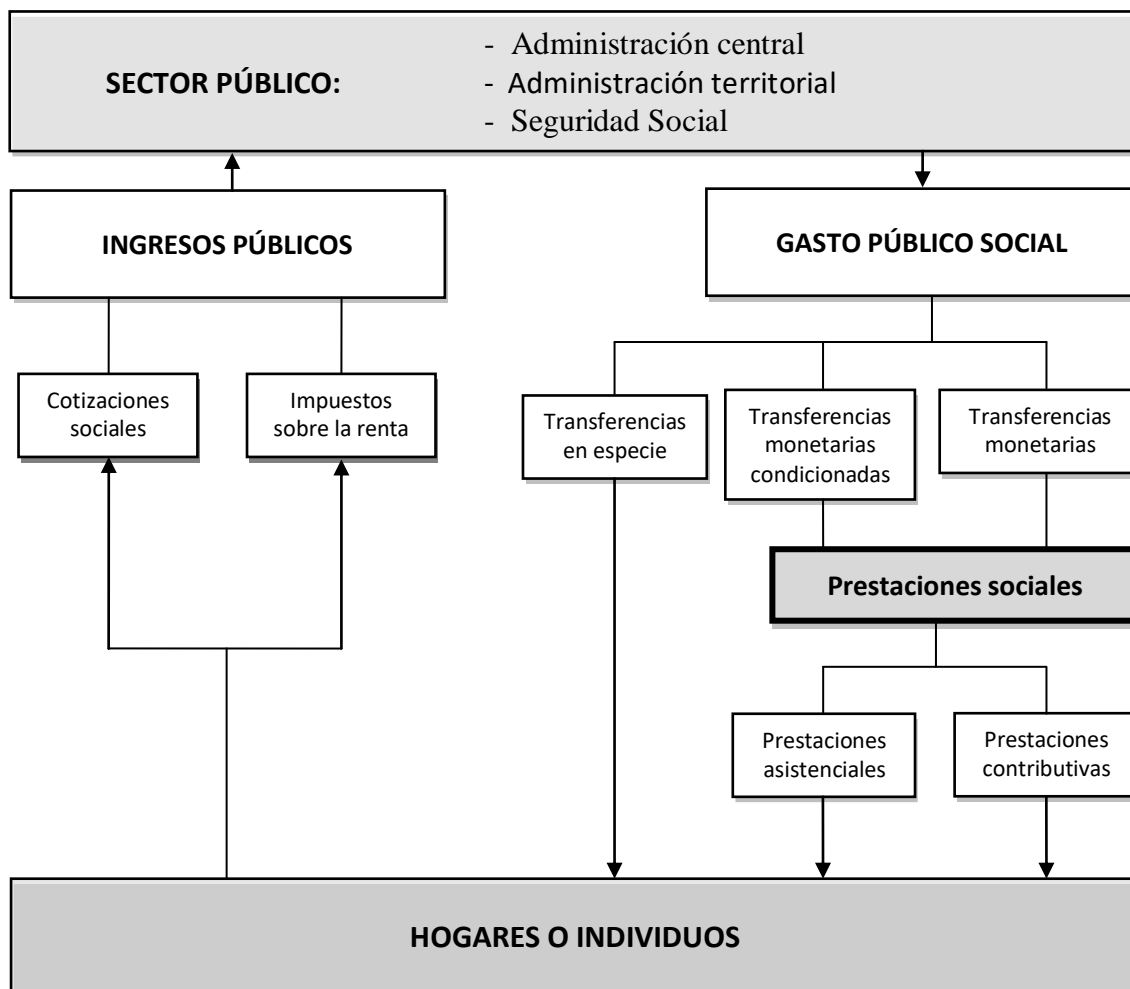 SECTOR PÚBLICO:
- Administración central
- Administración territorial
- Seguridad Social
INGRESOS PÚBLICOS
GASTO PÚBLICO SOCIAL
Cotizaciones
sociales
Impuestos
sobre la renta
Transferencias
en especie
Transferencias
monetarias
condicionadas
Transferencias
monetarias
Prestaciones sociales
Prestaciones
asistenciales
Prestaciones
contributivas
HOGARES O INDIVIDUOS